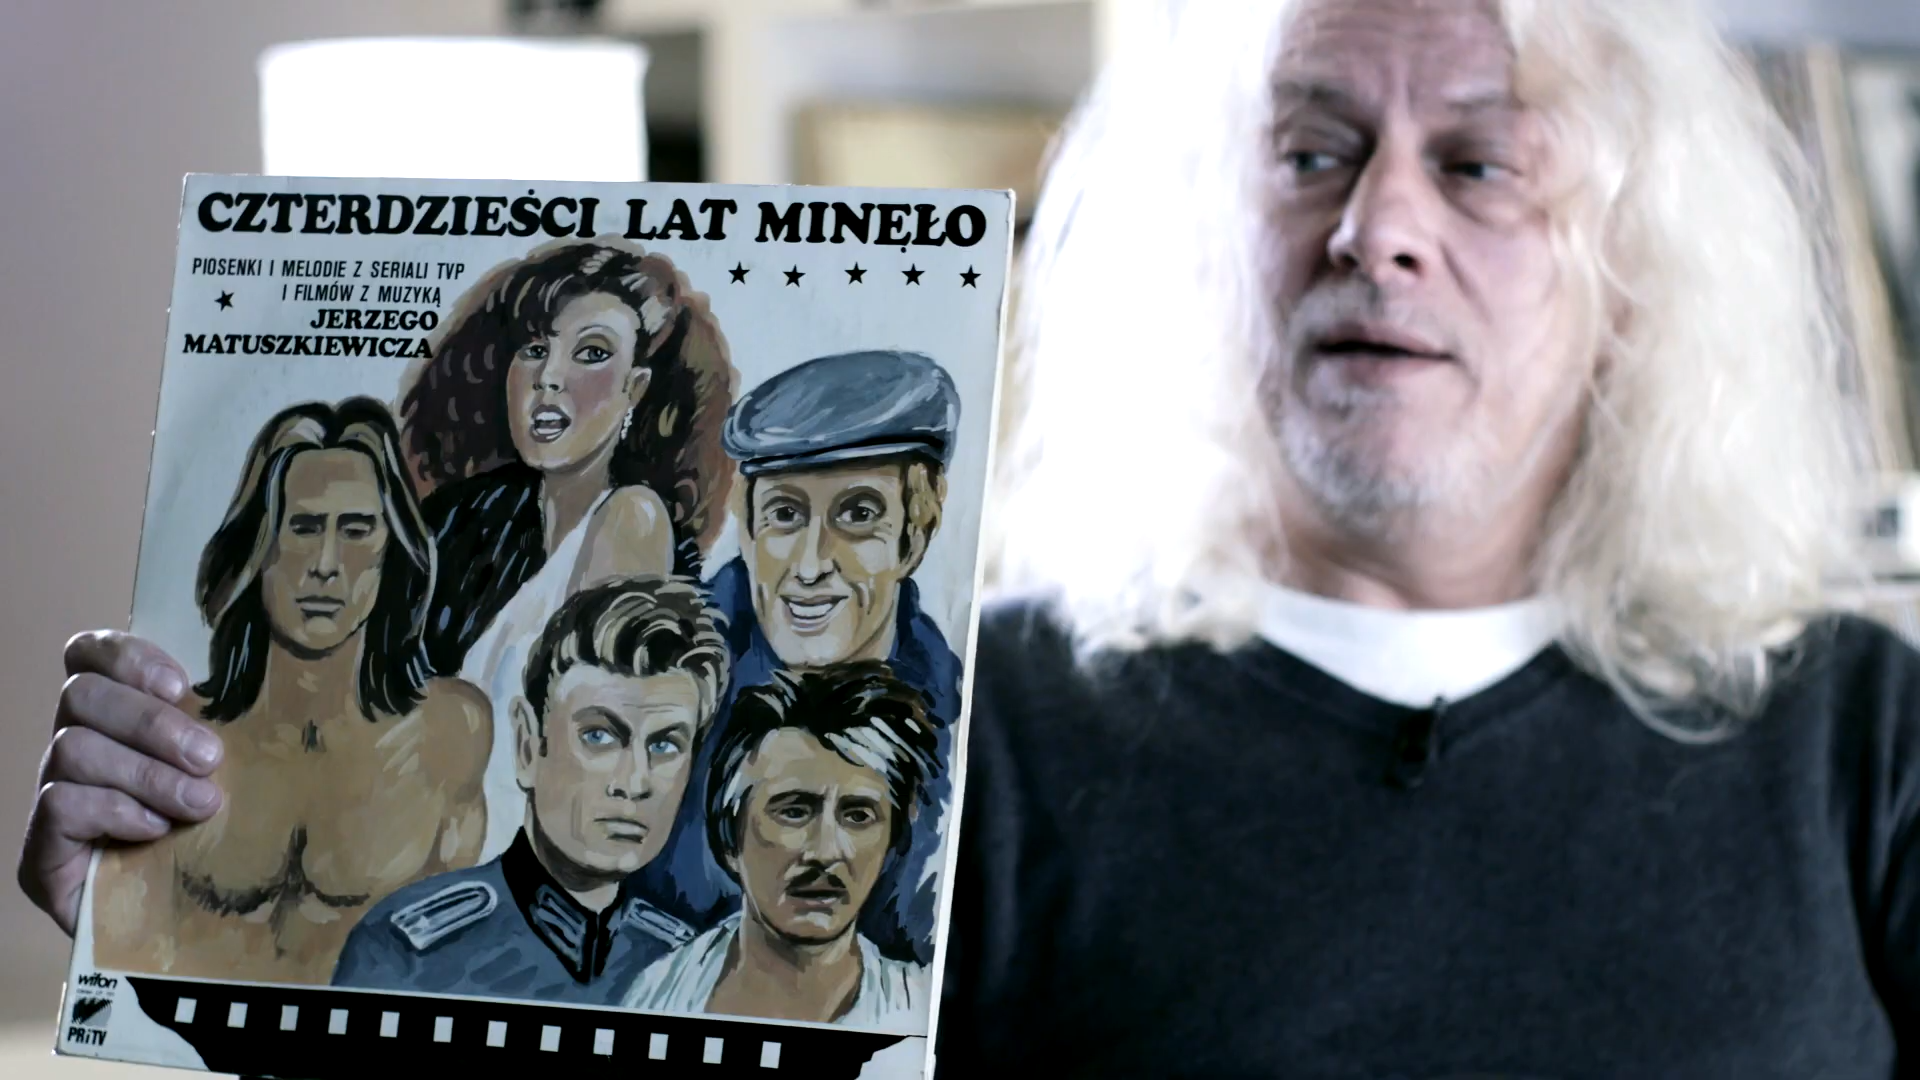 CZTERDZIEŚCI LAT MINĘŁO
PIOSENKI I MELODIE Z SERIALI TVP
I FILMÓW Z MUZYKĄ
JERZEGO
MATUSZKIEWICZA
wifon
PRiTV